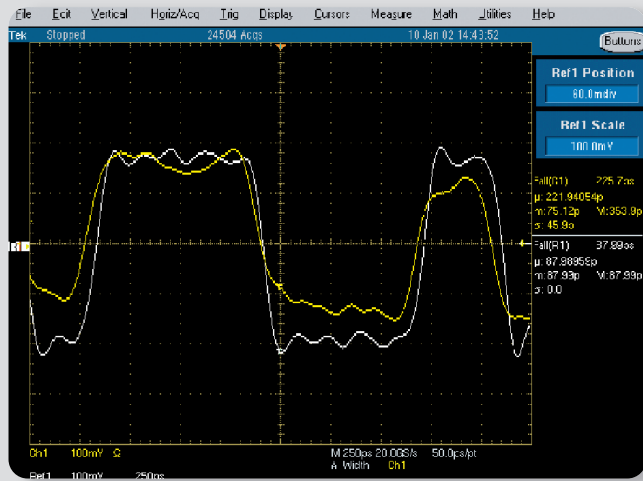 File Edit Vertical Horiz/Acq Trig Display Cursors Measure Math Utilities Help
Tek Stopped 24504 Acqs 10 Jan 02 14:43:52
Buttons
Ref1 Position
60.0mdiv
Ref1 Scale
100.0mV
Fall(C1) 225.7ps
µ: 221.94054p
m: 75.12p M: 353.9p
σ: 45.9p
Fall(R1) 87.99ps
µ: 87.98959p
m: 87.99p M: 87.99p
σ: 0.0
Ch1 100mV Ω M 250ps 20.0GS/s 50.0ps/pt
A Width Ch1
Ref1 100mV 250ps